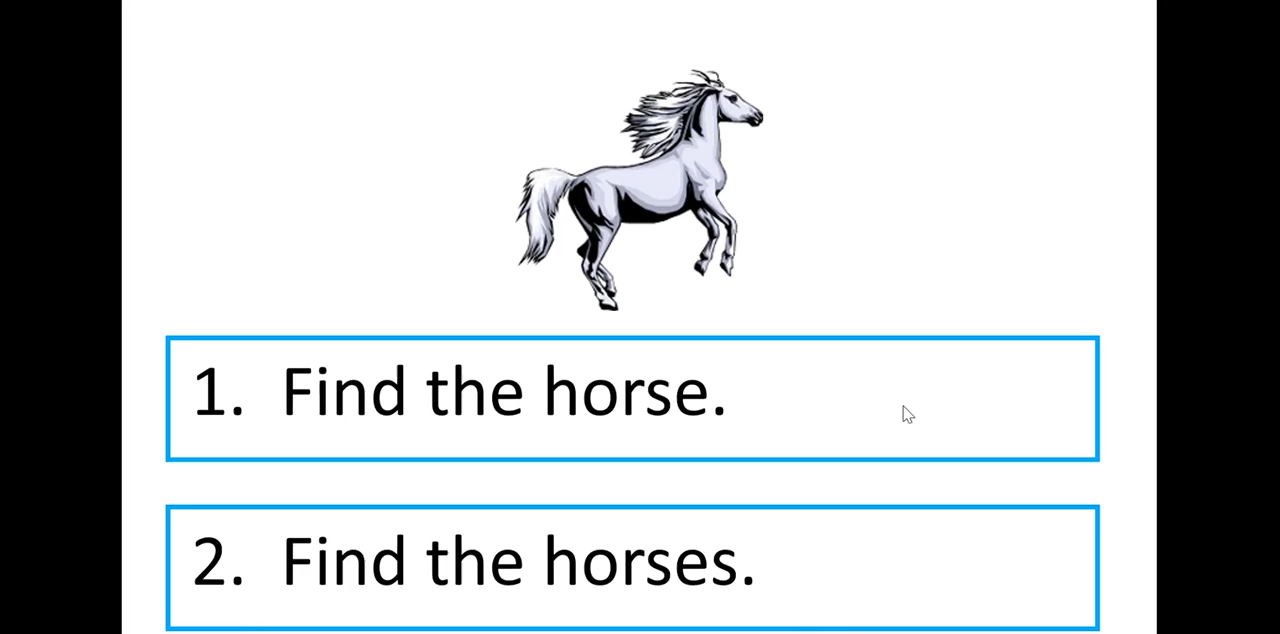 1. Find the horse.
2. Find the horses.